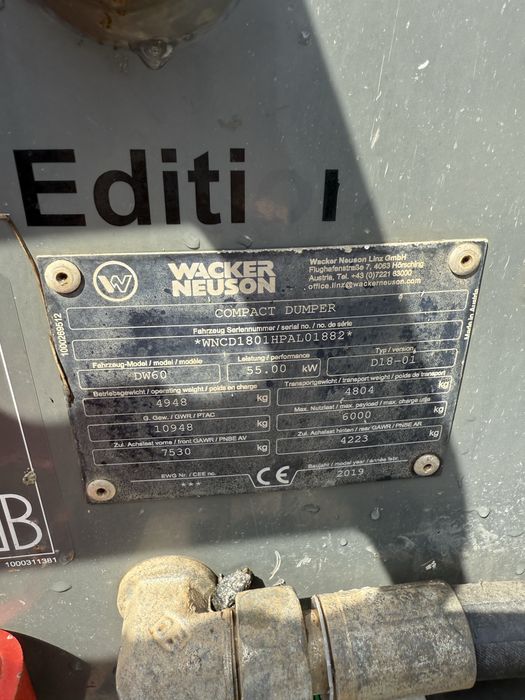 Editi
WACKER
NEUSON
Wacker Neuson Linz GmbH
Flughafenstraße 7, 4063 Hörsching
Austria, Tel. +43 (0)7221 63000
office.linz@wackerneuson.com
1000269512
Made in Austria
COMPACT DUMPER
Fahrzeug Seriennummer / serial no. / no. de série
*WNCD1801HPAL01882*
Fahrzeug-Model / model / modèle
DW60
Leistung / performance
55.00 kW
Typ / version
D18-01
Betriebsgewicht / operating weight / poids en charge
4948 kg
Transportgewicht / transport weight / poids de transport
4804 kg
G. Gew. / GWR / PTAC
10948 kg
Max. Nutzlast / max. payload / max. charge utile
6000 kg
Zul. Achslast vorne / front GAWR / PNBE AV
7530 kg
Zul. Achslast hinten / rear GAWR / PNBE AR
4223 kg
EWG Nr. / CEE no.
***
CE
Baujahr / model year / année fabr.
2019
B
1000311381